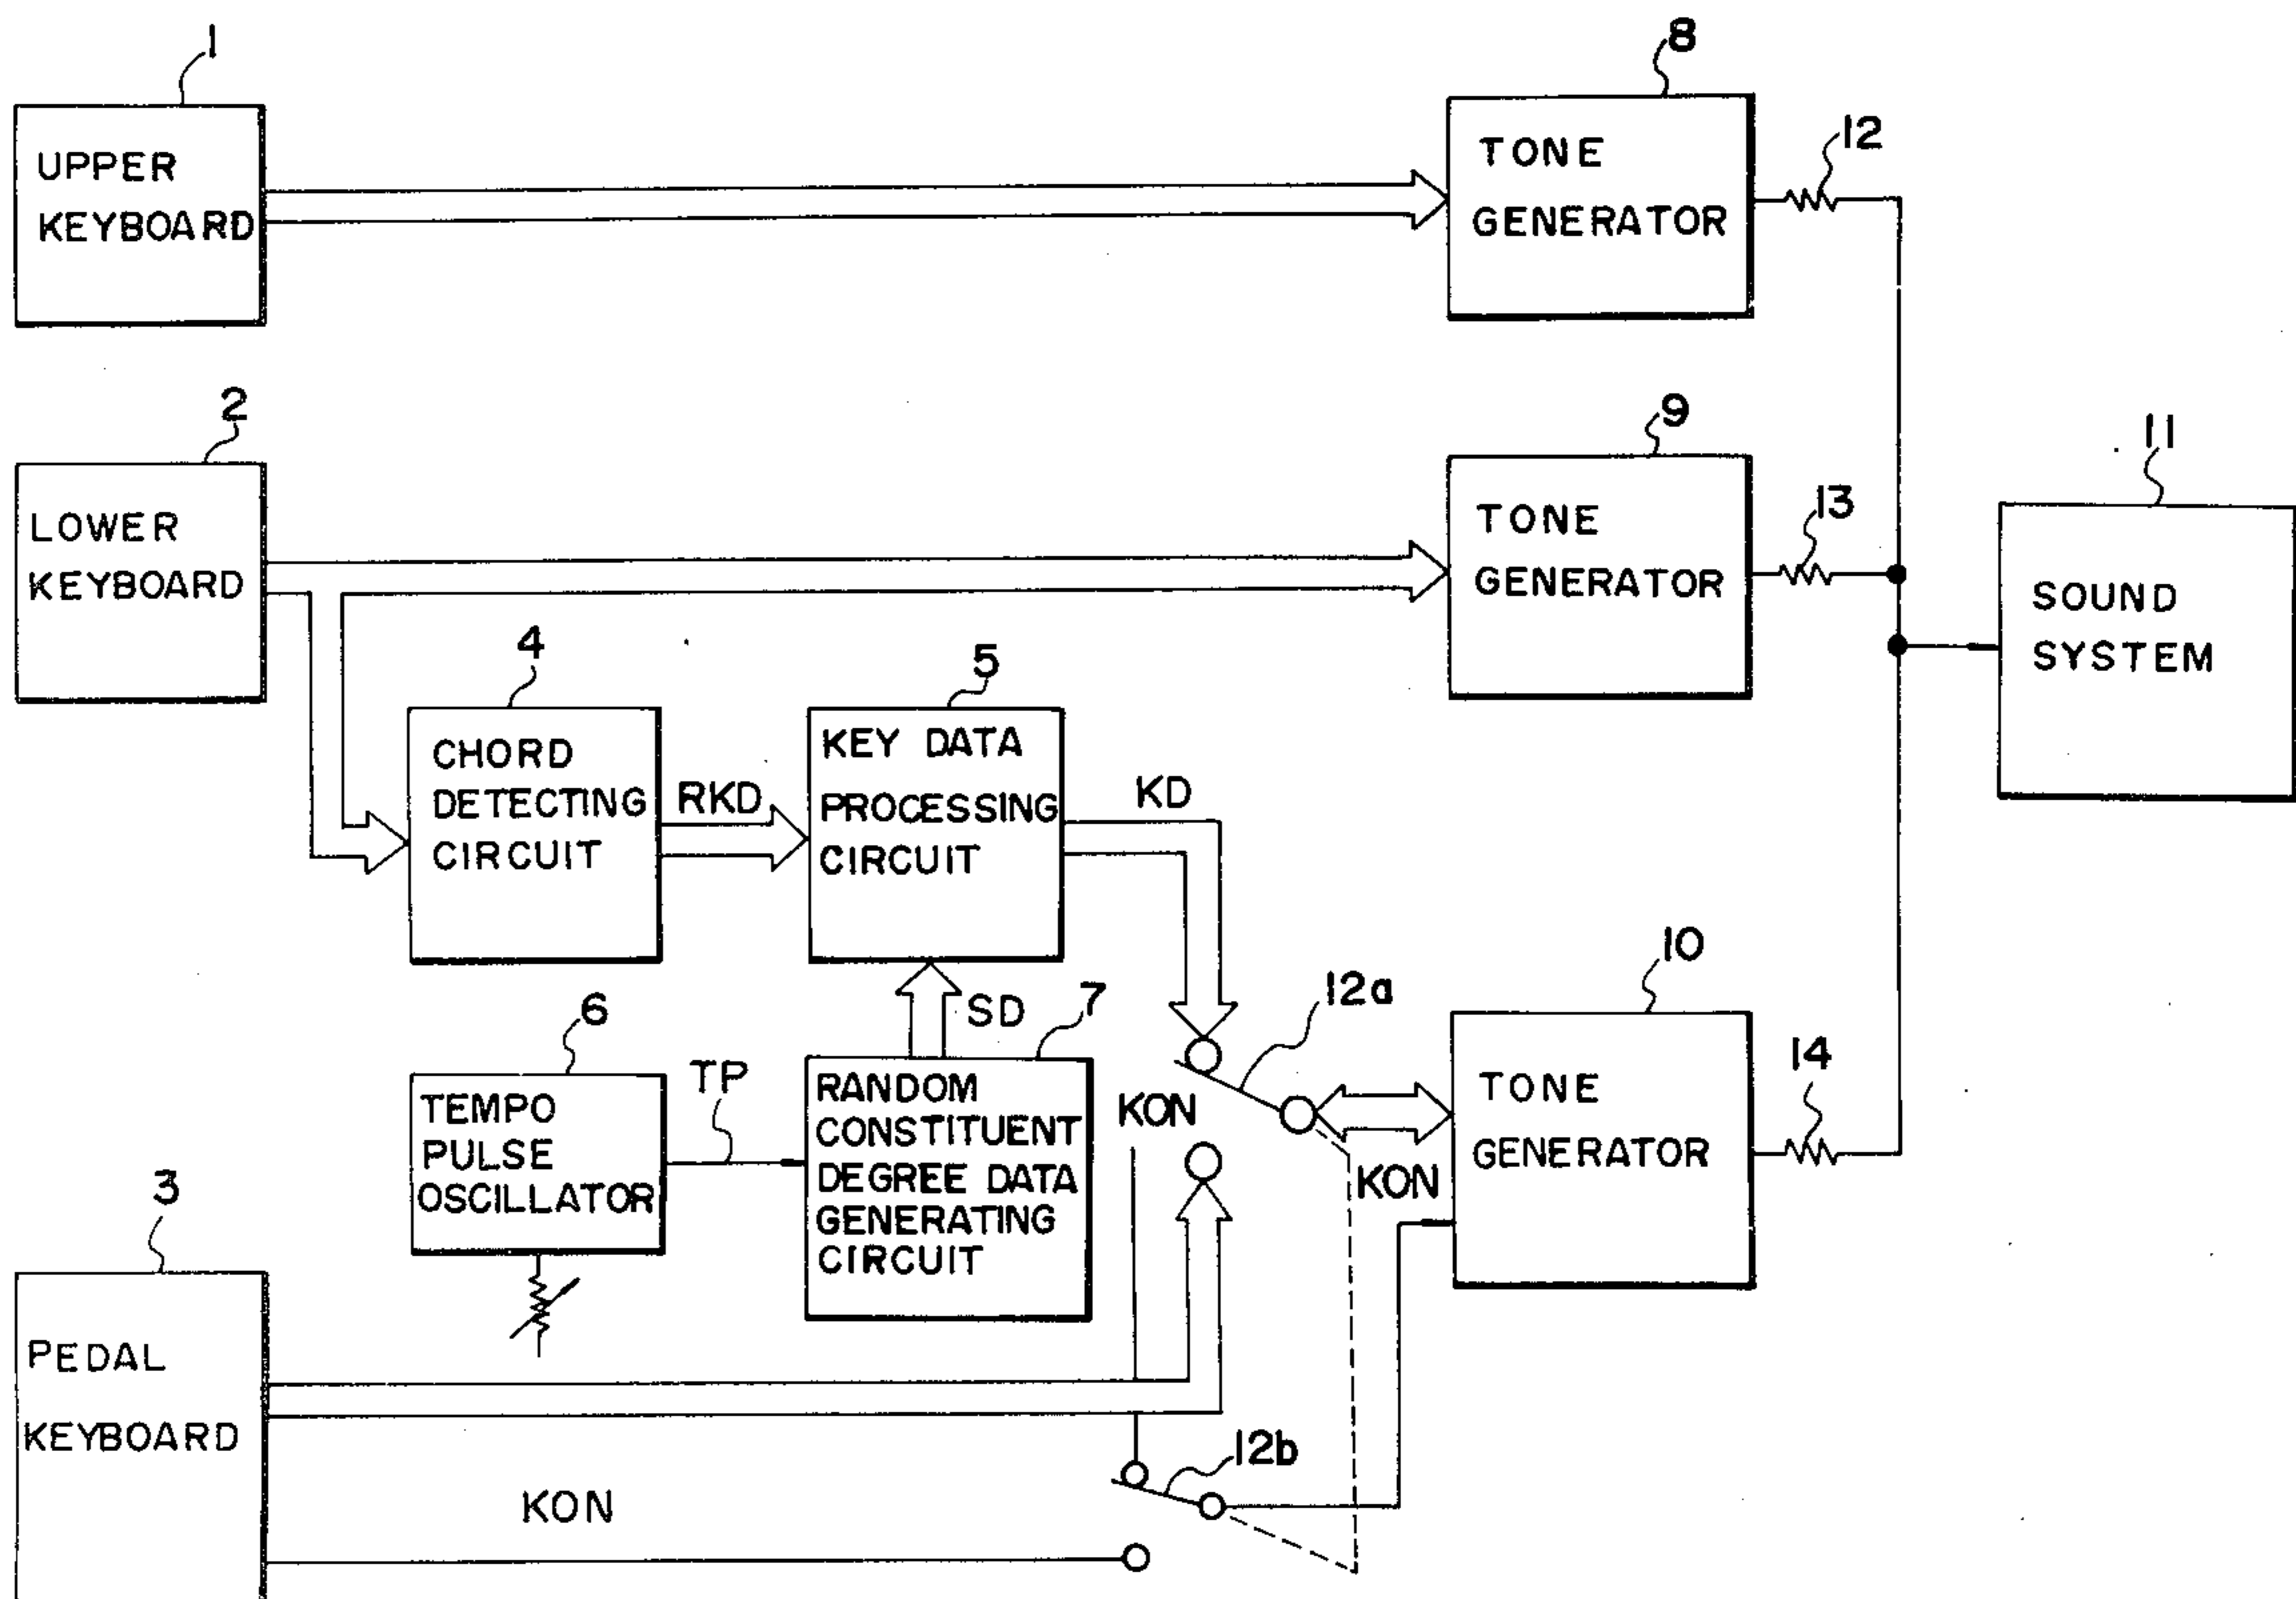 1
UPPER
KEYBOARD
8
TONE
GENERATOR
12
2
LOWER
KEYBOARD
9
TONE
GENERATOR
13
11
SOUND
SYSTEM
4
CHORD
DETECTING
CIRCUIT
RKD
5
KEY DATA
PROCESSING
CIRCUIT
KD
6
TEMPO
PULSE
OSCILLATOR
TP
SD
7
RANDOM
CONSTITUENT
DEGREE DATA
GENERATING
CIRCUIT
KON
12a
KON
10
TONE
GENERATOR
14
3
PEDAL
KEYBOARD
KON
12b